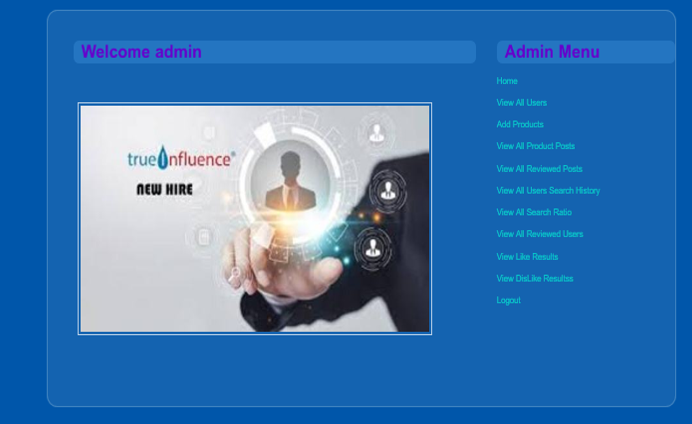 Welcome admin
Admin Menu
Home
View All Users
Add Products
View All Product Posts
View All Reviewed Posts
View All Users Search History
View All Search Ratio
View All Reviewed Users
View Like Results
View DisLike Resultss
Logout
trueinfluence®
NEW HIRE